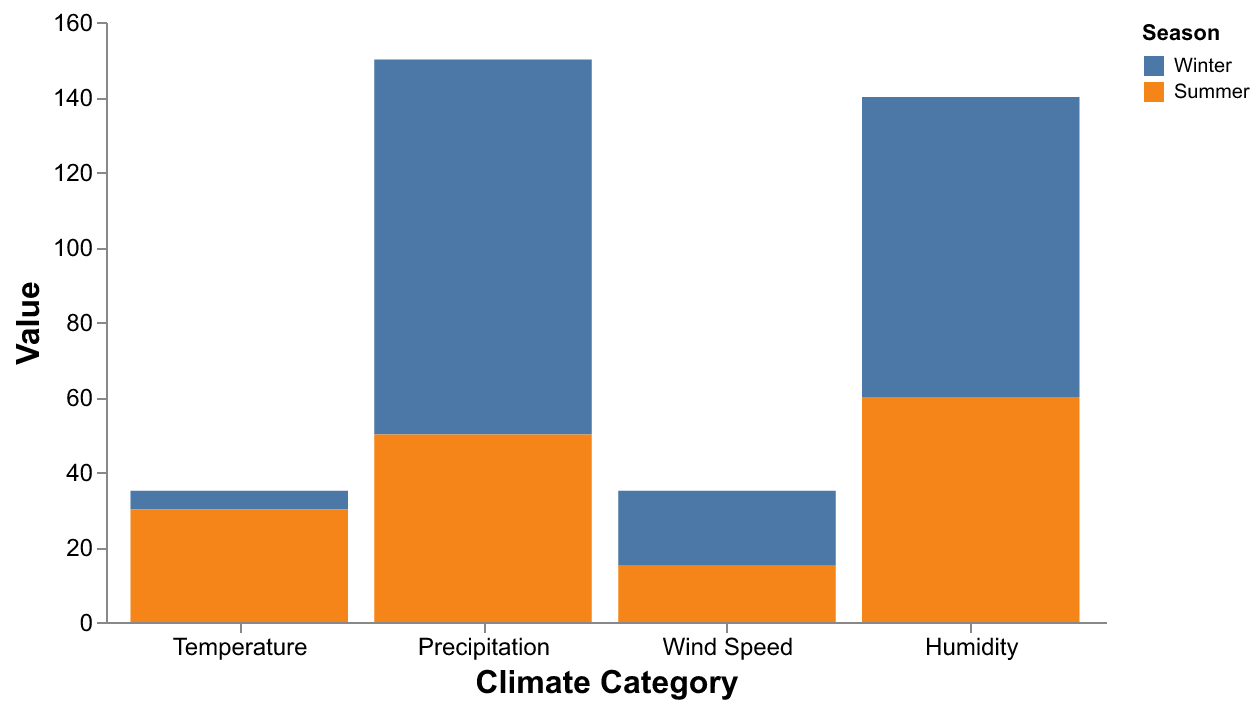 160
140
120
100
80
60
40
20
0
Value
Temperature
Precipitation
Wind Speed
Humidity
Climate Category
Season
Winter
Summer